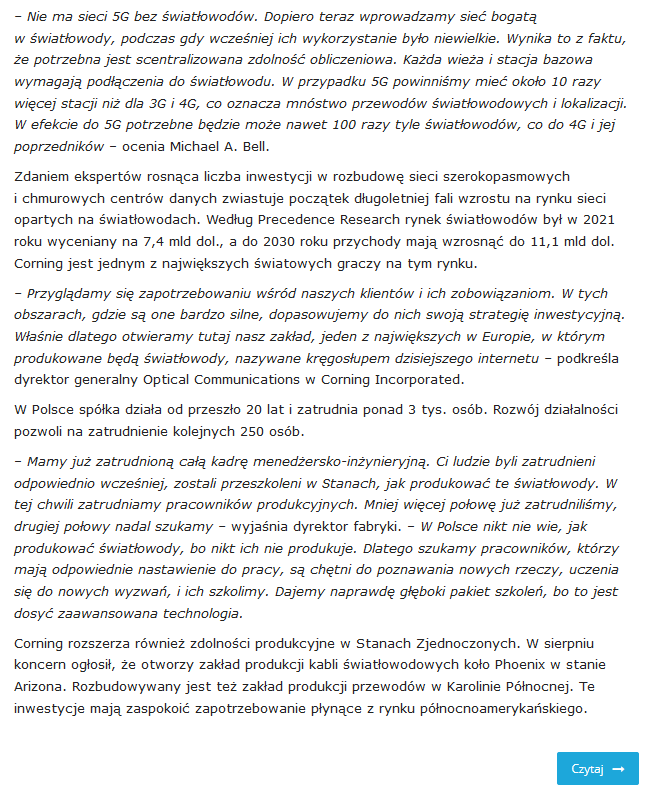 – Nie ma sieci 5G bez światłowodów. Dopiero teraz wprowadzamy sieć bogatą
w światłowody, podczas gdy wcześniej ich wykorzystanie było niewielkie. Wynika to z faktu,
że potrzebna jest scentralizowana zdolność obliczeniowa. Każda wieża i stacja bazowa
wymagają podłączenia do światłowodu. W przypadku 5G powinniśmy mieć około 10 razy
więcej stacji niż dla 3G i 4G, co oznacza mnóstwo przewodów światłowodowych i lokalizacji.
W efekcie do 5G potrzebne będzie może nawet 100 razy tyle światłowodów, co do 4G i jej
poprzedników – ocenia Michael A. Bell.
Zdaniem ekspertów rosnąca liczba inwestycji w rozbudowę sieci szerokopasmowych
i chmurowych centrów danych zwiastuje początek długoletniej fali wzrostu na rynku sieci
opartych na światłowodach. Według Precedence Research rynek światłowodów był w 2021
roku wyceniany na 7,4 mld dol., a do 2030 roku przychody mają wzrosnąć do 11,1 mld dol.
Corning jest jednym z największych światowych graczy na tym rynku.
– Przyglądamy się zapotrzebowaniu wśród naszych klientów i ich zobowiązaniom. W tych
obszarach, gdzie są one bardzo silne, dopasowujemy do nich swoją strategię inwestycyjną.
Właśnie dlatego otwieramy tutaj nasz zakład, jeden z największych w Europie, w którym
produkowane będą światłowody, nazywane kręgosłupem dzisiejszego internetu – podkreśla
dyrektor generalny Optical Communications w Corning Incorporated.
W Polsce spółka działa od przeszło 20 lat i zatrudnia ponad 3 tys. osób. Rozwój działalności
pozwoli na zatrudnienie kolejnych 250 osób.
– Mamy już zatrudnioną całą kadrę menedżersko-inżynieryjną. Ci ludzie byli zatrudnieni
odpowiednio wcześniej, zostali przeszkoleni w Stanach, jak produkować te światłowody. W
tej chwili zatrudniamy pracowników produkcyjnych. Mniej więcej połowę już zatrudniliśmy,
drugiej połowy nadal szukamy – wyjaśnia dyrektor fabryki. – W Polsce nikt nie wie, jak
produkować światłowody, bo nikt ich nie produkuje. Dlatego szukamy pracowników, którzy
mają odpowiednie nastawienie do pracy, są chętni do poznawania nowych rzeczy, uczenia
się do nowych wyzwań, i ich szkolimy. Dajemy naprawdę głęboki pakiet szkoleń, bo to jest
dosyć zaawansowana technologia.
Corning rozszerza również zdolności produkcyjne w Stanach Zjednoczonych. W sierpniu
koncern ogłosił, że otworzy zakład produkcji kabli światłowodowych koło Phoenix w stanie
Arizona. Rozbudowywany jest też zakład produkcji przewodów w Karolinie Północnej. Te
inwestycje mają zaspokoić zapotrzebowanie płynące z rynku północnoamerykańskiego.
Czytaj →